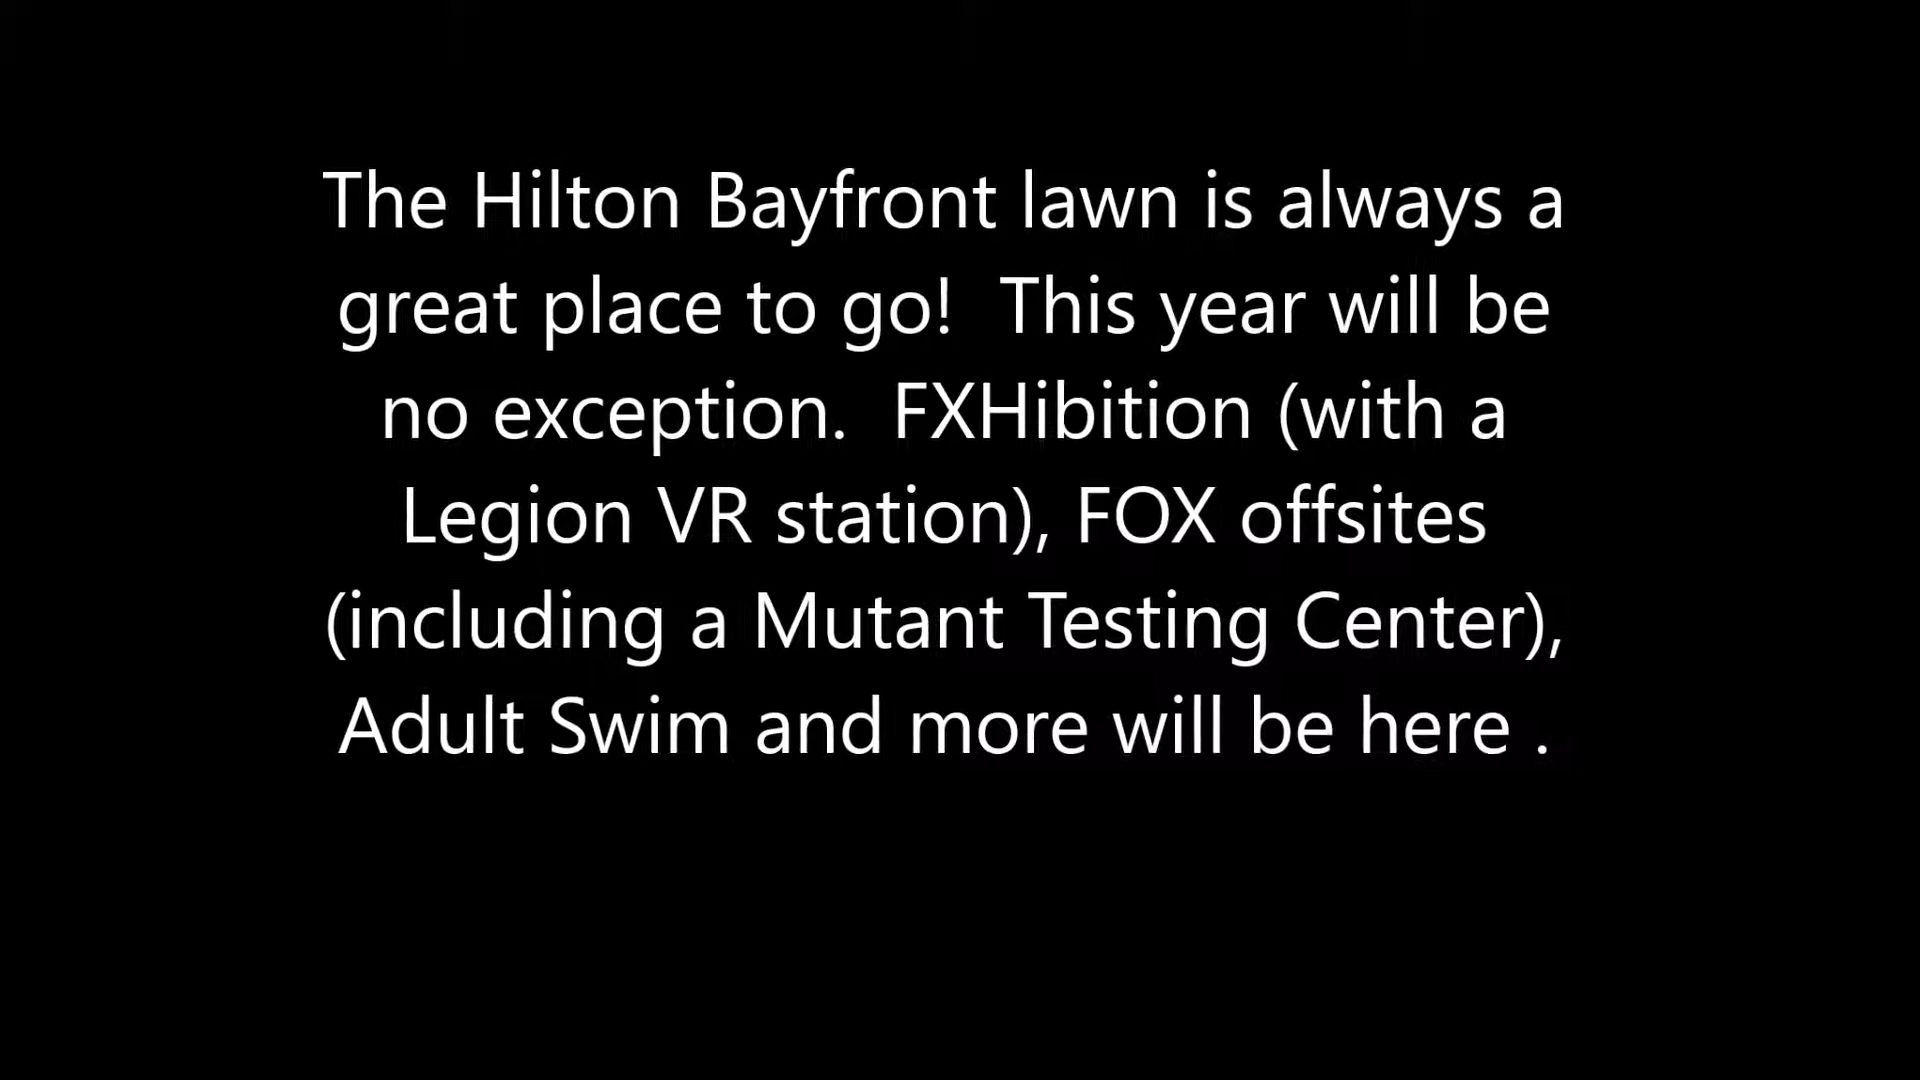 The Hilton Bayfront lawn is always a
great place to go!  This year will be
no exception.  FXHibition (with a
Legion VR station), FOX offsites
(including a Mutant Testing Center),
Adult Swim and more will be here .